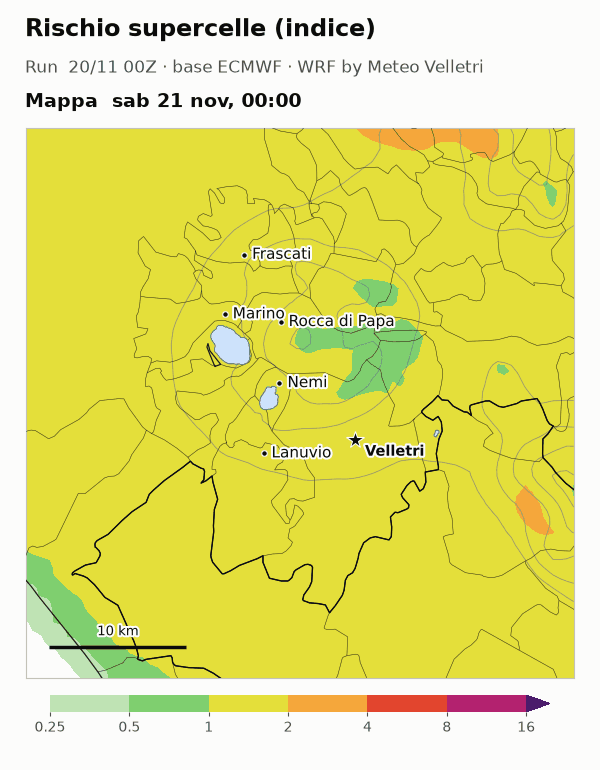 Rischio supercelle (indice)
Run  20/11 00Z · base ECMWF · WRF by Meteo Velletri
Mappa  sab 21 nov, 00:00
Frascati
Marino
Rocca di Papa
Nemi
Velletri
Lanuvio
10 km
0.25 0.5 1 2 4 8 16